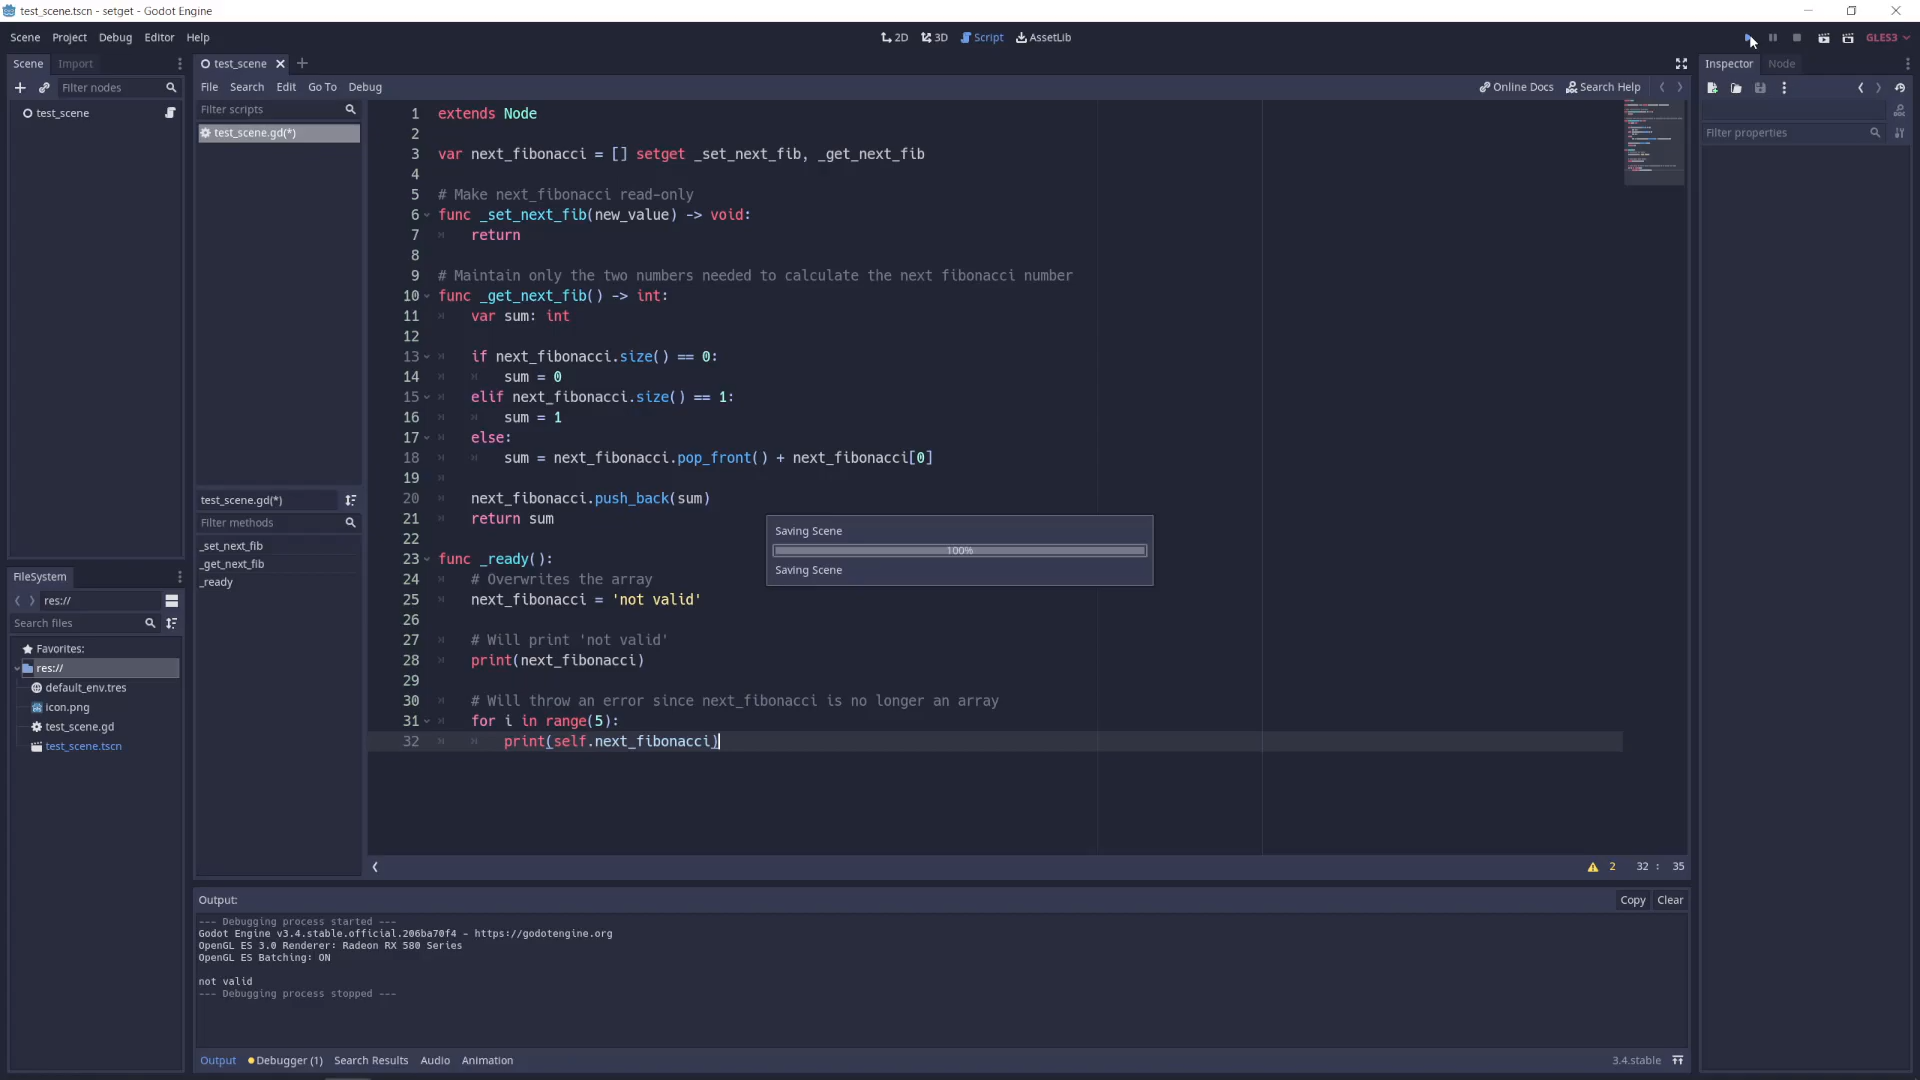 test_scene.tscn - setget - Godot Engine
Scene Project Debug Editor Help
2D 3D Script AssetLib
GLES3
Scene Import
Filter nodes
test_scene
test_scene
File Search Edit Go To Debug
Online Docs Search Help
Filter scripts
test_scene.gd(*)
test_scene.gd(*)
Filter methods
_set_next_fib
_get_next_fib
_ready
1 extends Node
2
3 var next_fibonacci = [] setget _set_next_fib, _get_next_fib
4
5 # Make next_fibonacci read-only
6 func _set_next_fib(new_value) -> void:
7 return
8
9 # Maintain only the two numbers needed to calculate the next fibonacci number
10 func _get_next_fib() -> int:
11 var sum: int
12
13 if next_fibonacci.size() == 0:
14 sum = 0
15 elif next_fibonacci.size() == 1:
16 sum = 1
17 else:
18 sum = next_fibonacci.pop_front() + next_fibonacci[0]
19
20 next_fibonacci.push_back(sum)
21 return sum
22
23 func _ready():
24 # Overwrites the array
25 next_fibonacci = 'not valid'
26
27 # Will print 'not valid'
28 print(next_fibonacci)
29
30 # Will throw an error since next_fibonacci is no longer an array
31 for i in range(5):
32 print(self.next_fibonacci)
Saving Scene
100%
Saving Scene
2 32 : 35
FileSystem
res://
Search files
Favorites:
res://
default_env.tres
icon.png
test_scene.gd
test_scene.tscn
Inspector Node
Filter properties
Output:
Copy Clear
--- Debugging process started ---
Godot Engine v3.4.stable.official.206ba70f4 - https://godotengine.org
OpenGL ES 3.0 Renderer: Radeon RX 580 Series
OpenGL ES Batching: ON
not valid
--- Debugging process stopped ---
Output Debugger (1) Search Results Audio Animation
3.4.stable